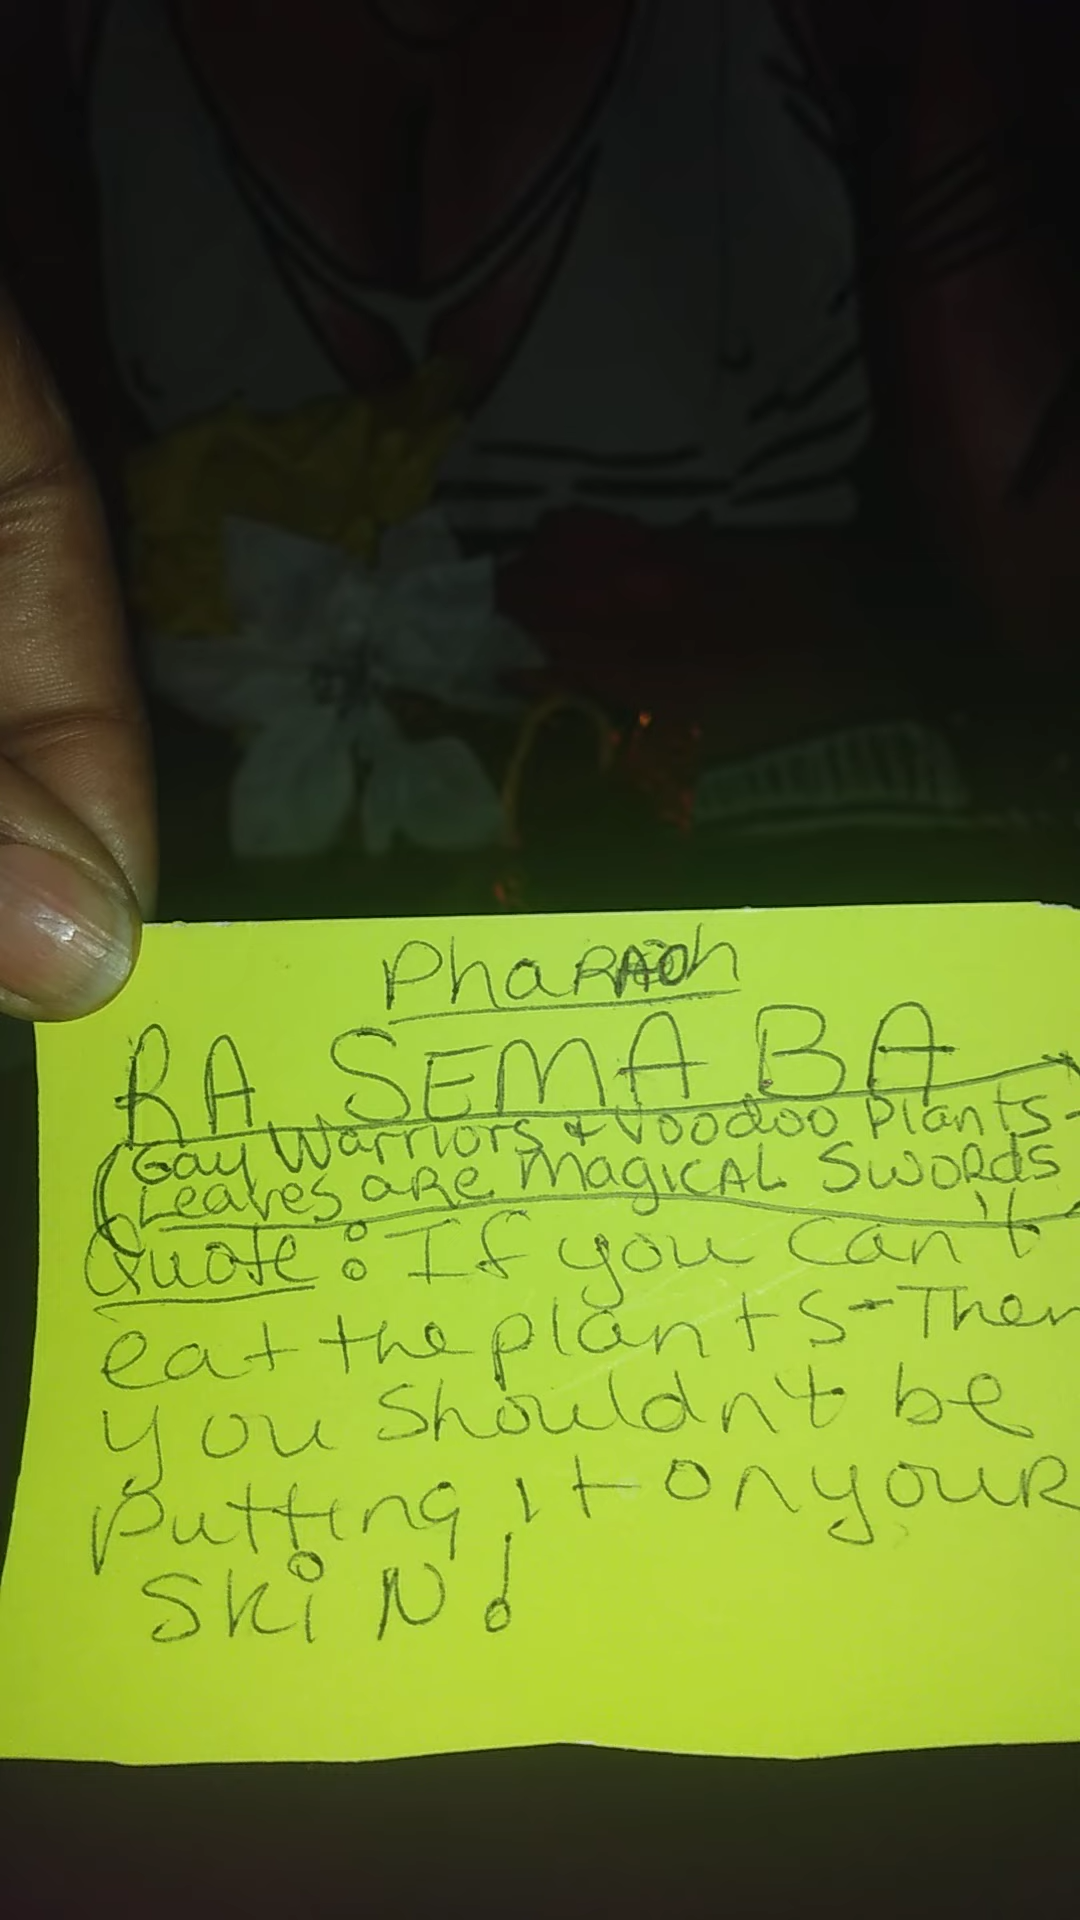 PhaRAOh
RA SEMA BA
(Gay Warriors & Voodoo Plants-
Leaves aRe MagicAL SwoRds
Quote: If you can't
eat the plants-Then
you shouldn't be
putting it on youR
SkiN!